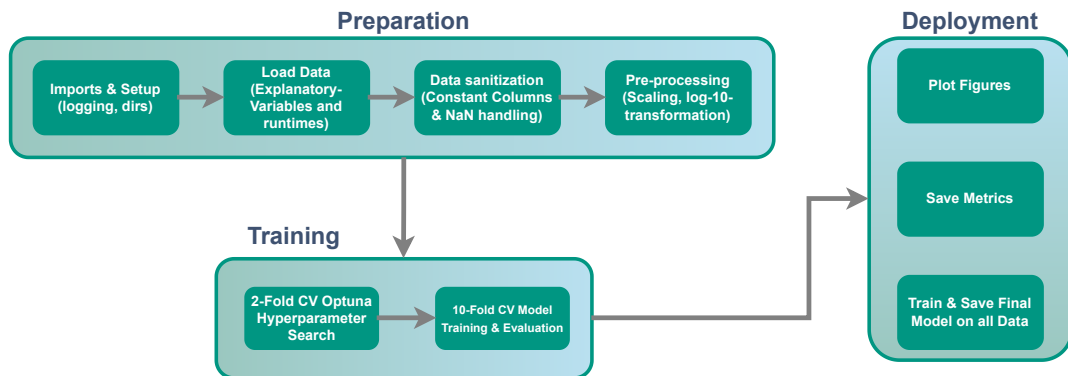 Preparation
Imports & Setup
(logging, dirs)
Load Data
(Explanatory-
Variables and
runtimes)
Data sanitization
(Constant Columns
& NaN handling)
Pre-processing
(Scaling, log-10-
transformation)
Training
2-Fold CV Optuna
Hyperparameter
Search
10-Fold CV Model
Training & Evaluation
Deployment
Plot Figures
Save Metrics
Train & Save Final
Model on all Data